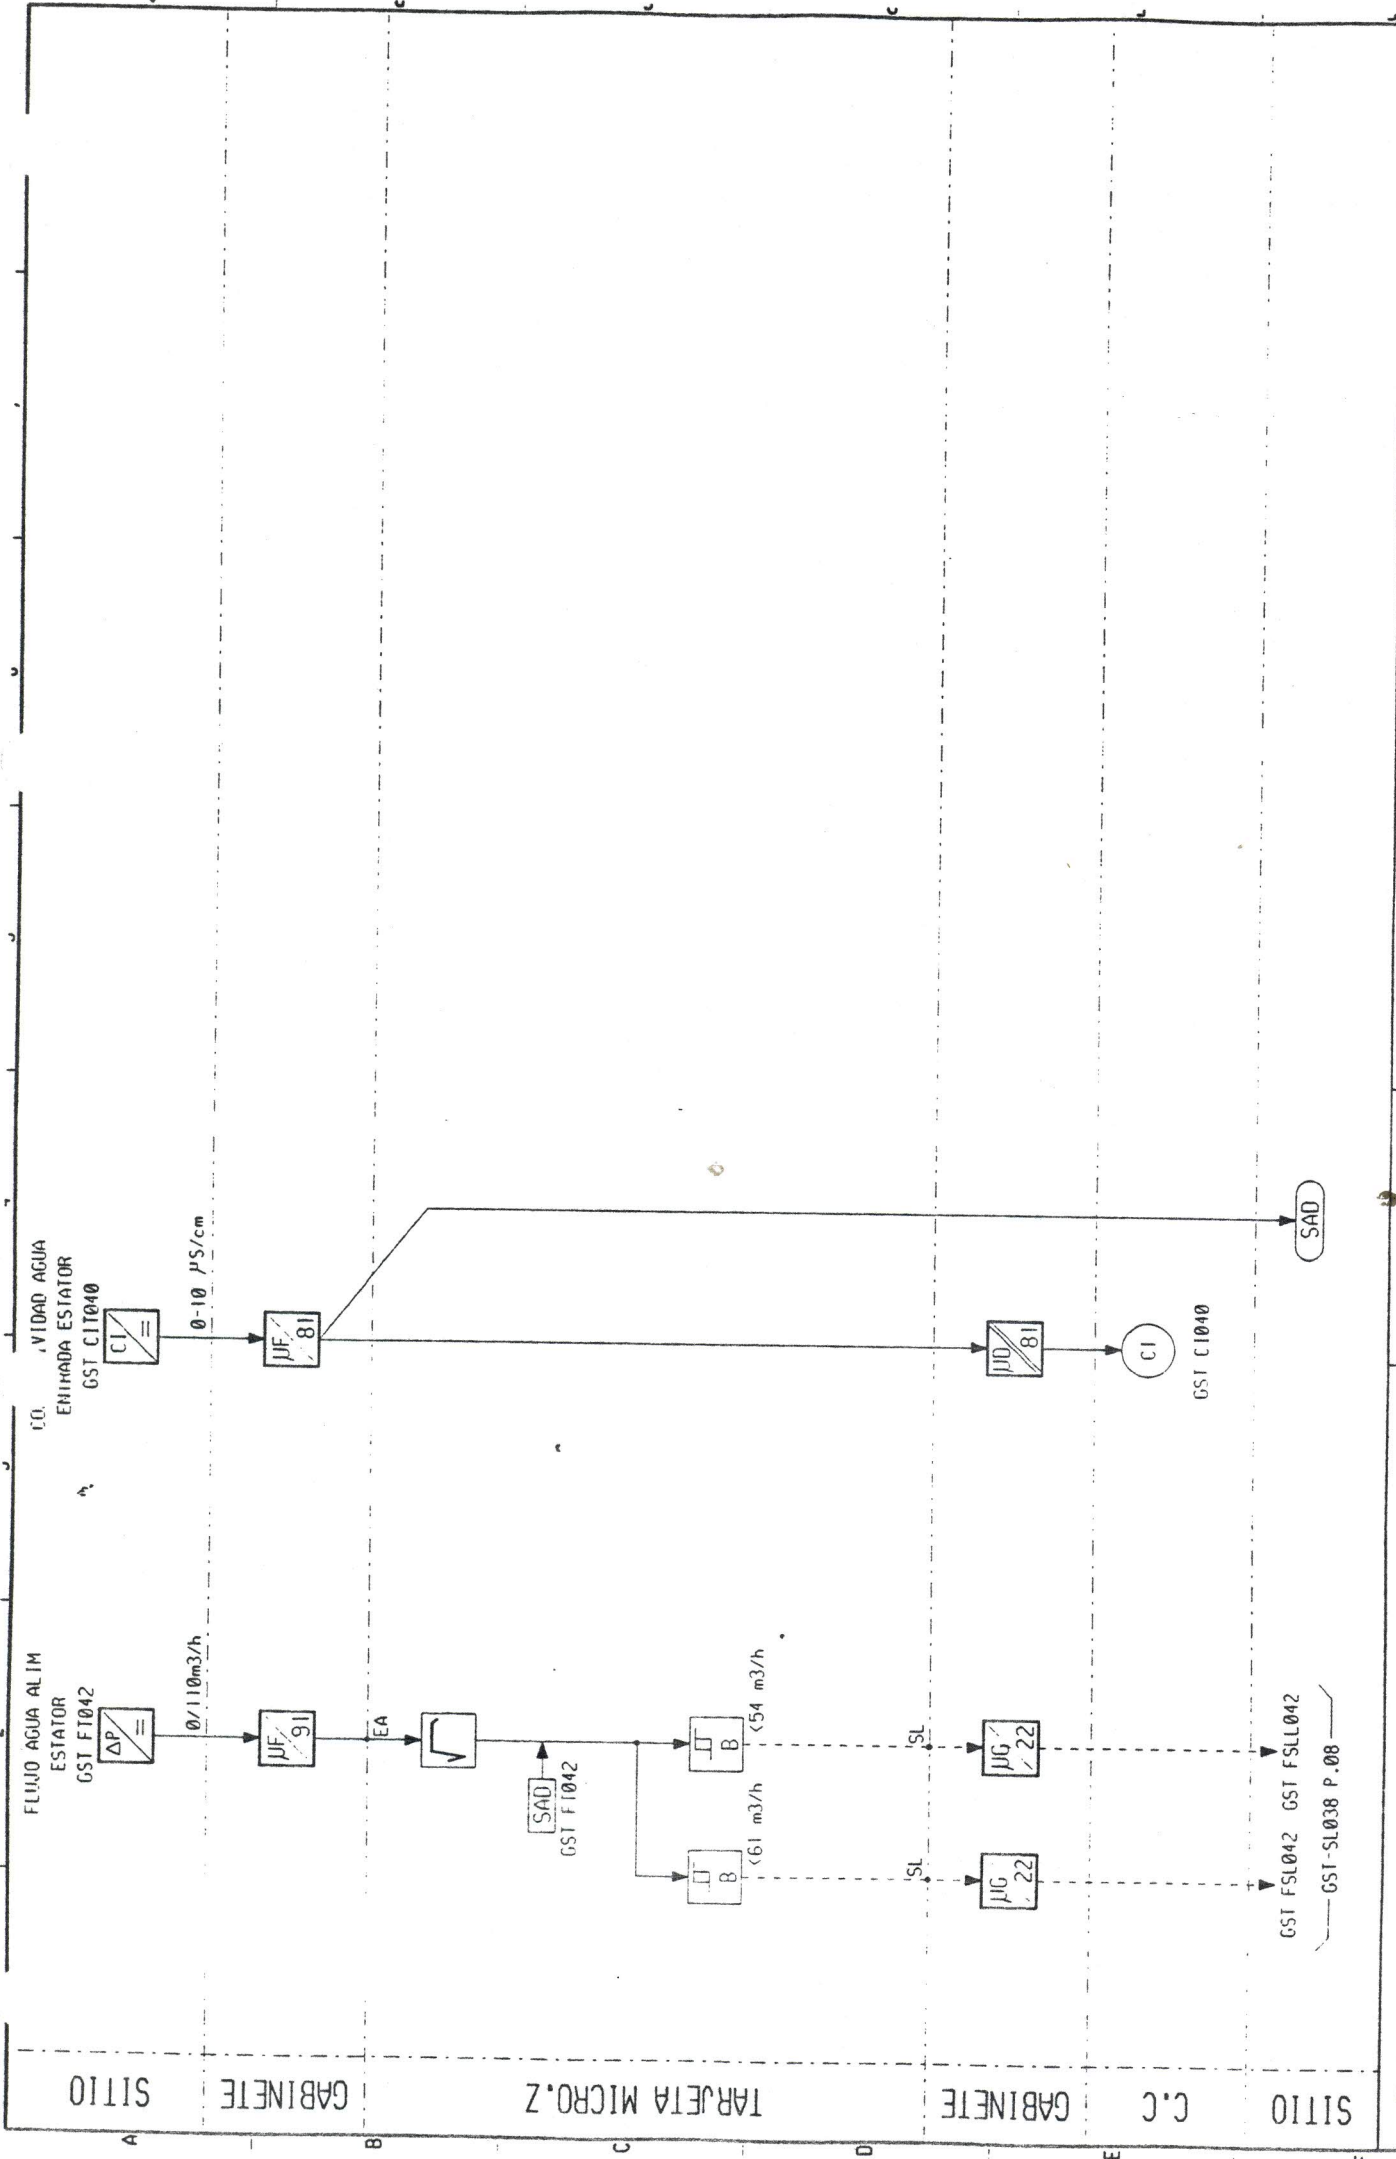 FLUJO AGUA ALIM
ESTATOR
GST FT042
ΔP/=
0/110m3/h
µF 91
EA
√
SAD
GST FT042
B
<61 m3/h
B
<54 m3/h
SL
SL
µG 22
µG 22
GST FSL042 GST FSLL042
GST-SL038 P.08
CO. .VIDAD AGUA
ENTRADA ESTATOR
GST CIT040
CI/=
0-10 µS/cm
µF 81
µD 81
CI
GST CI040
SAD
SITIO
GABINETE
TARJETA MICRO.Z
GABINETE
C.C
SITIO
A
B
C
D
E